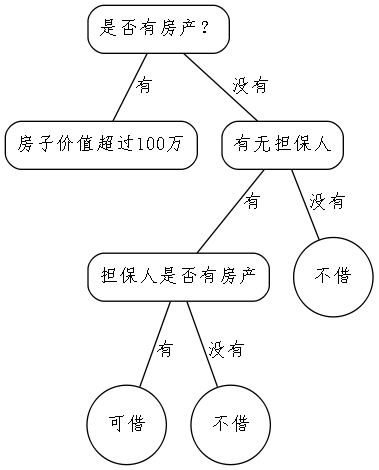 是否有房产?
有
没有
房子价值超过100万
有无担保人
有
没有
担保人是否有房产
不借
有
没有
可借
不借